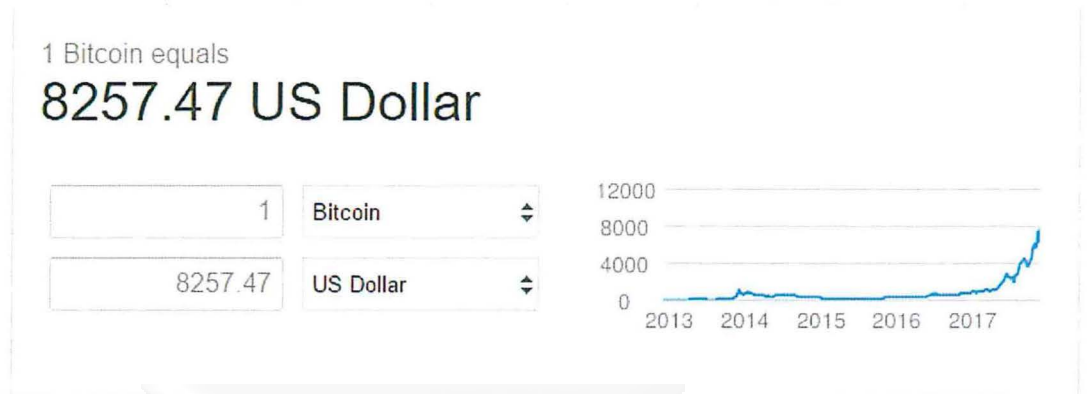 1 Bitcoin equals
8257.47 US Dollar
1 Bitcoin
8257.47 US Dollar
12000
8000
4000
0
2013 2014 2015 2016 2017